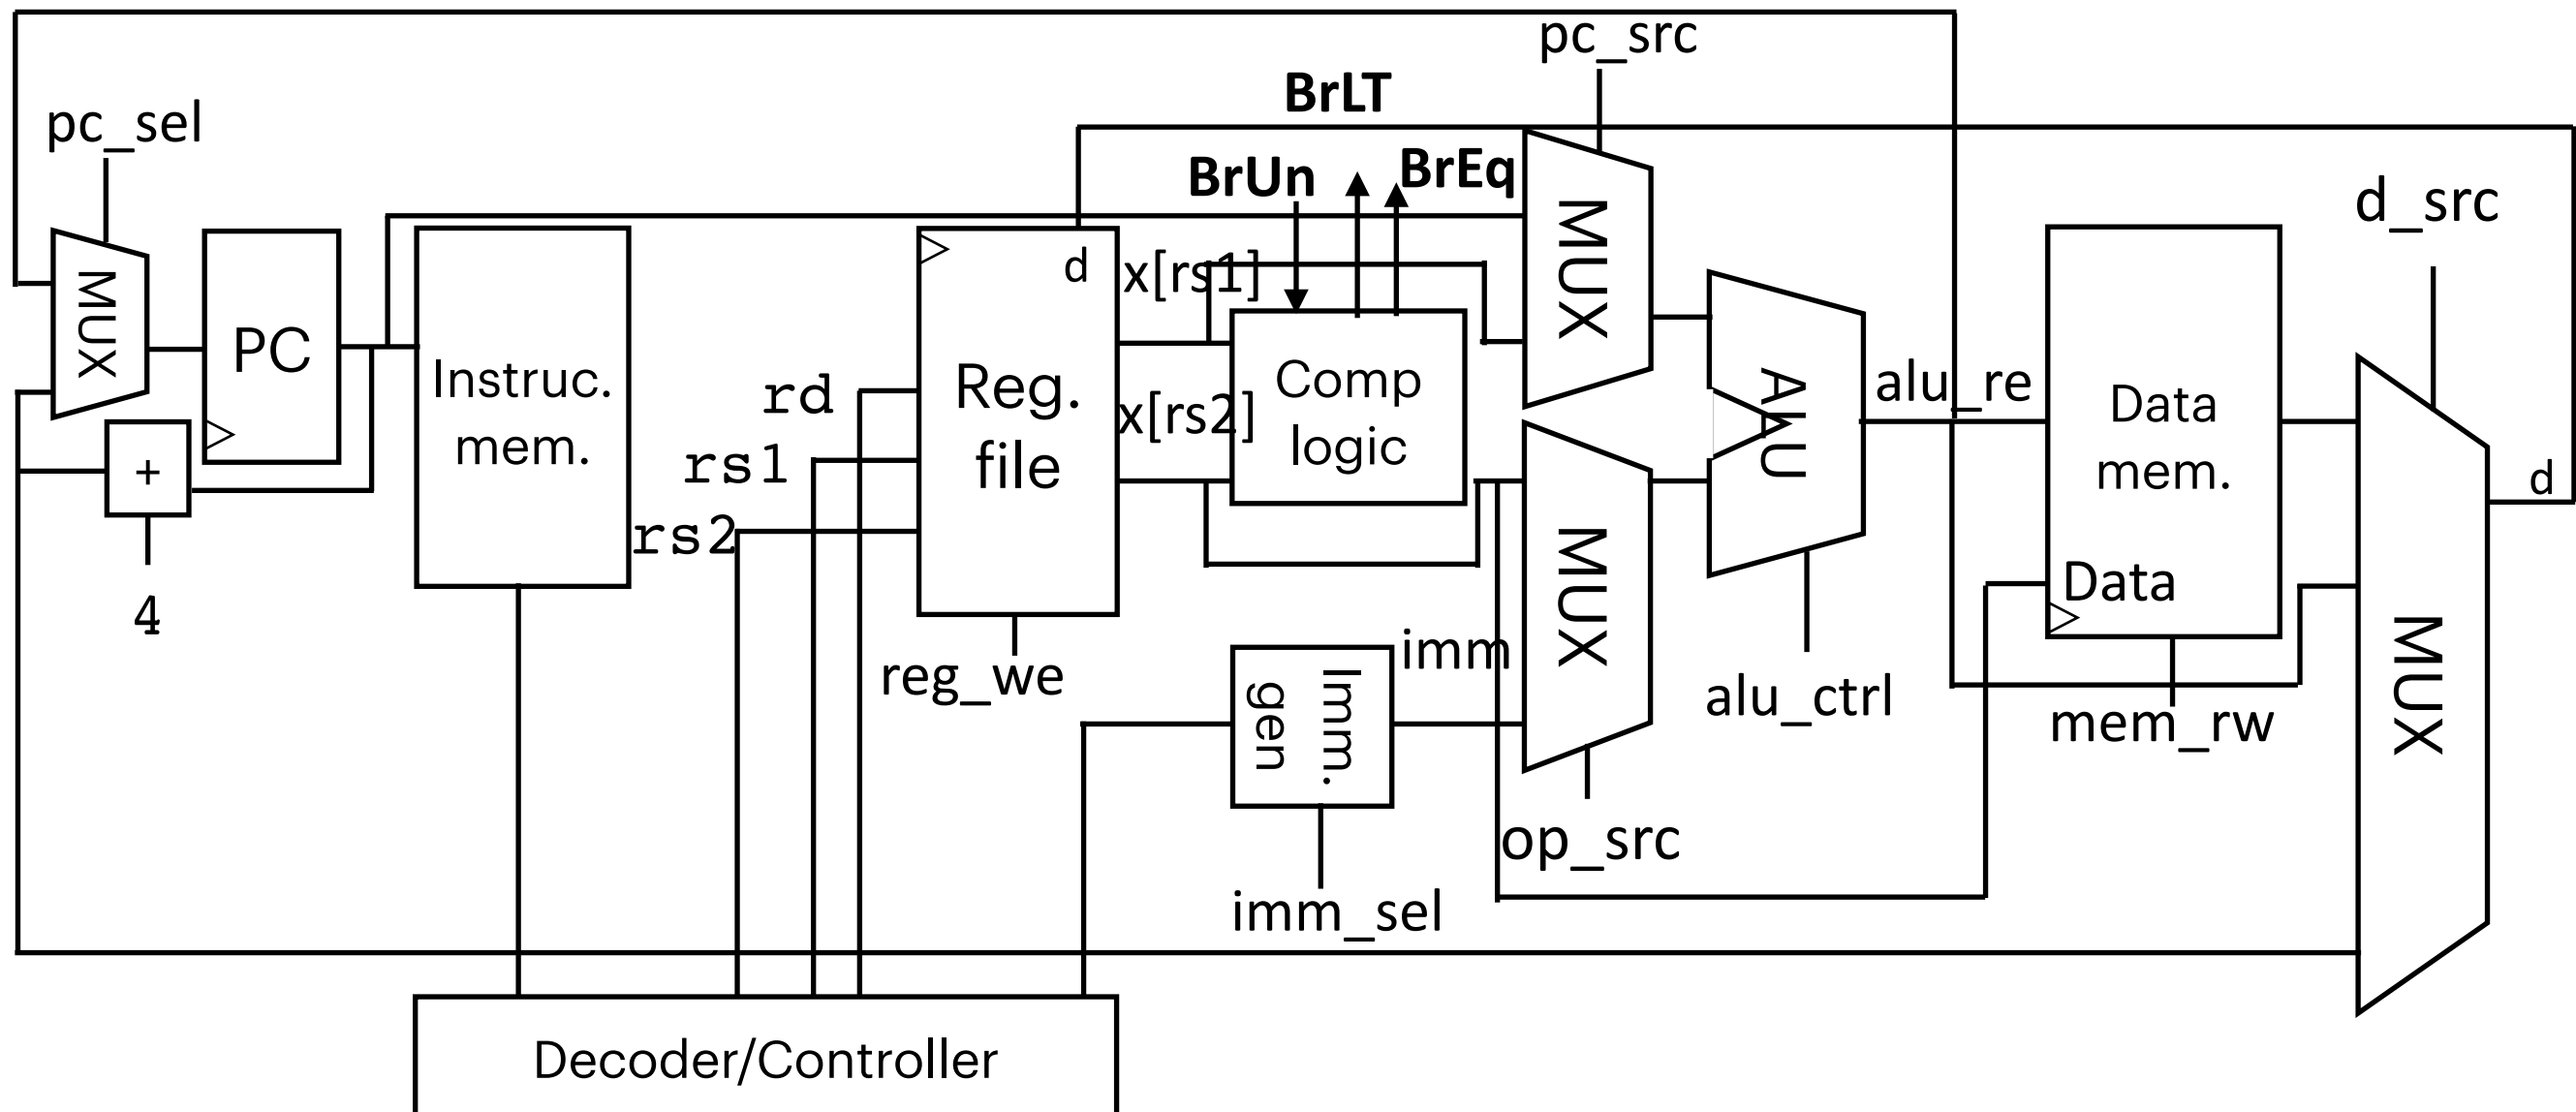 pc_src
BrLT
pc_sel
BrUn
BrEq
d_src
MUX
PC
Instruc.
mem.
+
4
rd
rs1
rs2
d
Reg.
file
reg_we
x[rs1]
x[rs2]
Comp
logic
MUX
MUX
imm
Imm.
gen
imm_sel
op_src
ALU
alu_ctrl
alu_re
Data
mem.
Data
mem_rw
MUX
d
Decoder/Controller